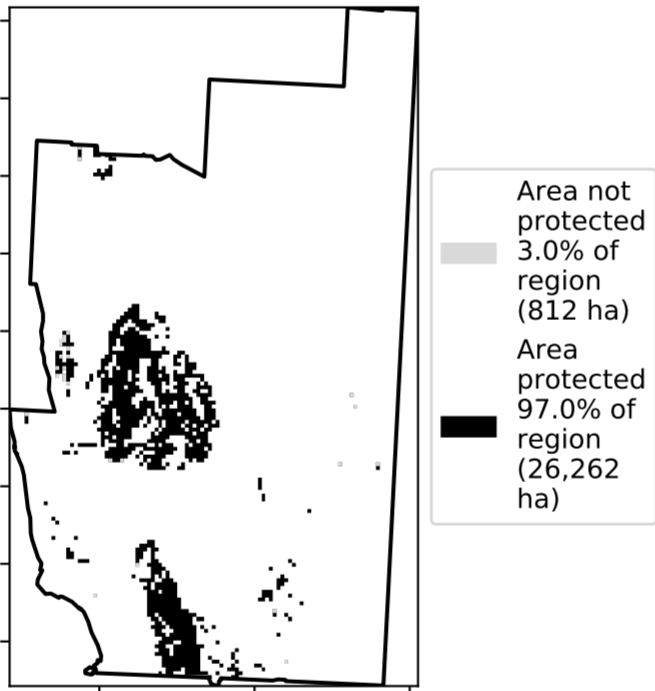 Area not
protected
3.0% of
region
(812 ha)
Area
protected
97.0% of
region
(26,262
ha)